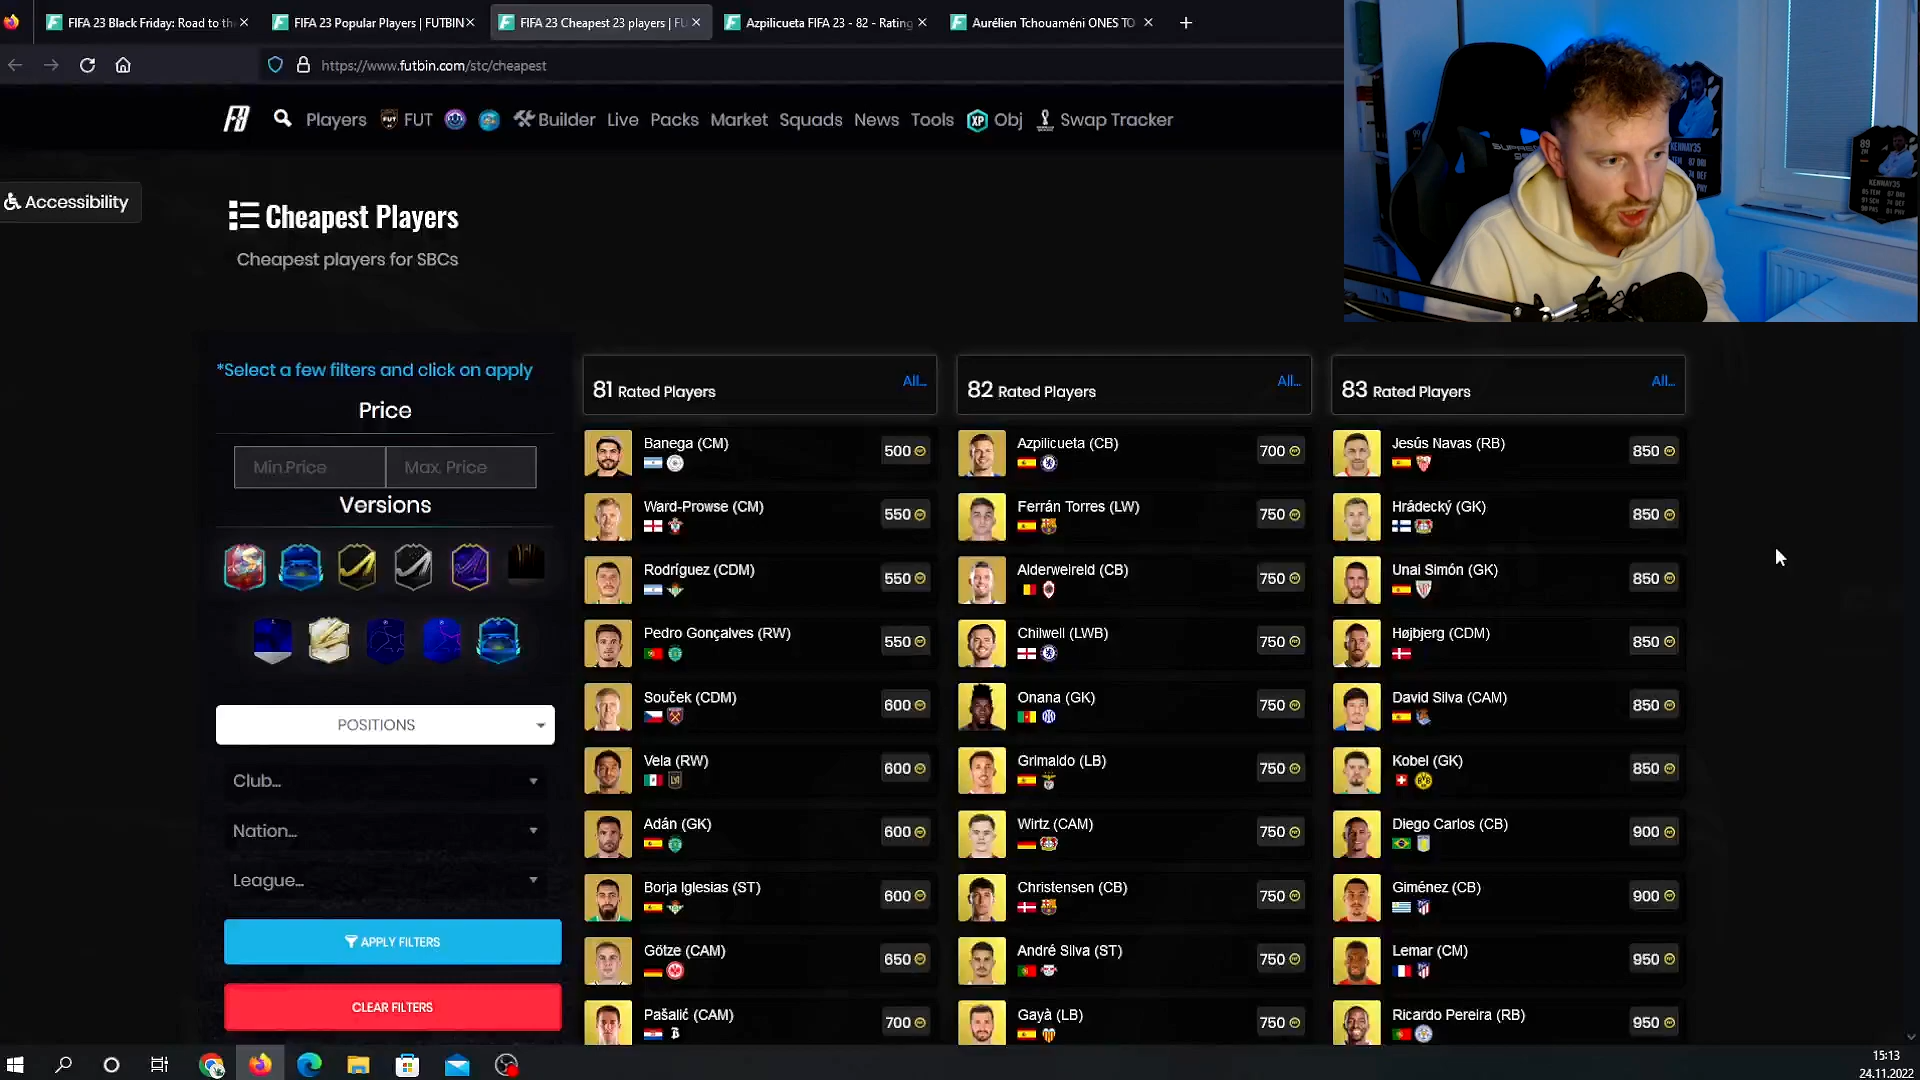 FIFA 23 Black Friday: Road to the
FIFA 23 Popular Players | FUTBIN
FIFA 23 Cheapest 23 players | FU
Azpilicueta FIFA 23 - 82 - Rating
Aurélien Tchouaméni ONES TO
https://www.futbin.com/stc/cheapest
Players
FUT
Builder
Live
Packs
Market
Squads
News
Tools
XP Obj
Swap Tracker
Accessibility
Cheapest Players
Cheapest players for SBCs
*Select a few filters and click on apply
Price
Min.Price
Max. Price
Versions
POSITIONS
Club...
Nation...
League...
APPLY FILTERS
CLEAR FILTERS
81 Rated Players
All...
Banega (CM)
500
Ward-Prowse (CM)
550
Rodríguez (CDM)
550
Pedro Gonçalves (RW)
550
Souček (CDM)
600
Vela (RW)
600
Adán (GK)
600
Borja Iglesias (ST)
600
Götze (CAM)
650
Pašalić (CAM)
700
82 Rated Players
All...
Azpilicueta (CB)
700
Ferrán Torres (LW)
750
Alderweireld (CB)
750
Chilwell (LWB)
750
Onana (GK)
750
Grimaldo (LB)
750
Wirtz (CAM)
750
Christensen (CB)
750
André Silva (ST)
750
Gayà (LB)
750
83 Rated Players
All...
Jesús Navas (RB)
850
Hrádecký (GK)
850
Unai Simón (GK)
850
Højbjerg (CDM)
850
David Silva (CAM)
850
Kobel (GK)
850
Diego Carlos (CB)
900
Giménez (CB)
900
Lemar (CM)
950
Ricardo Pereira (RB)
950
KENNAY35
89
KENNAY35
15:13
24.11.2022